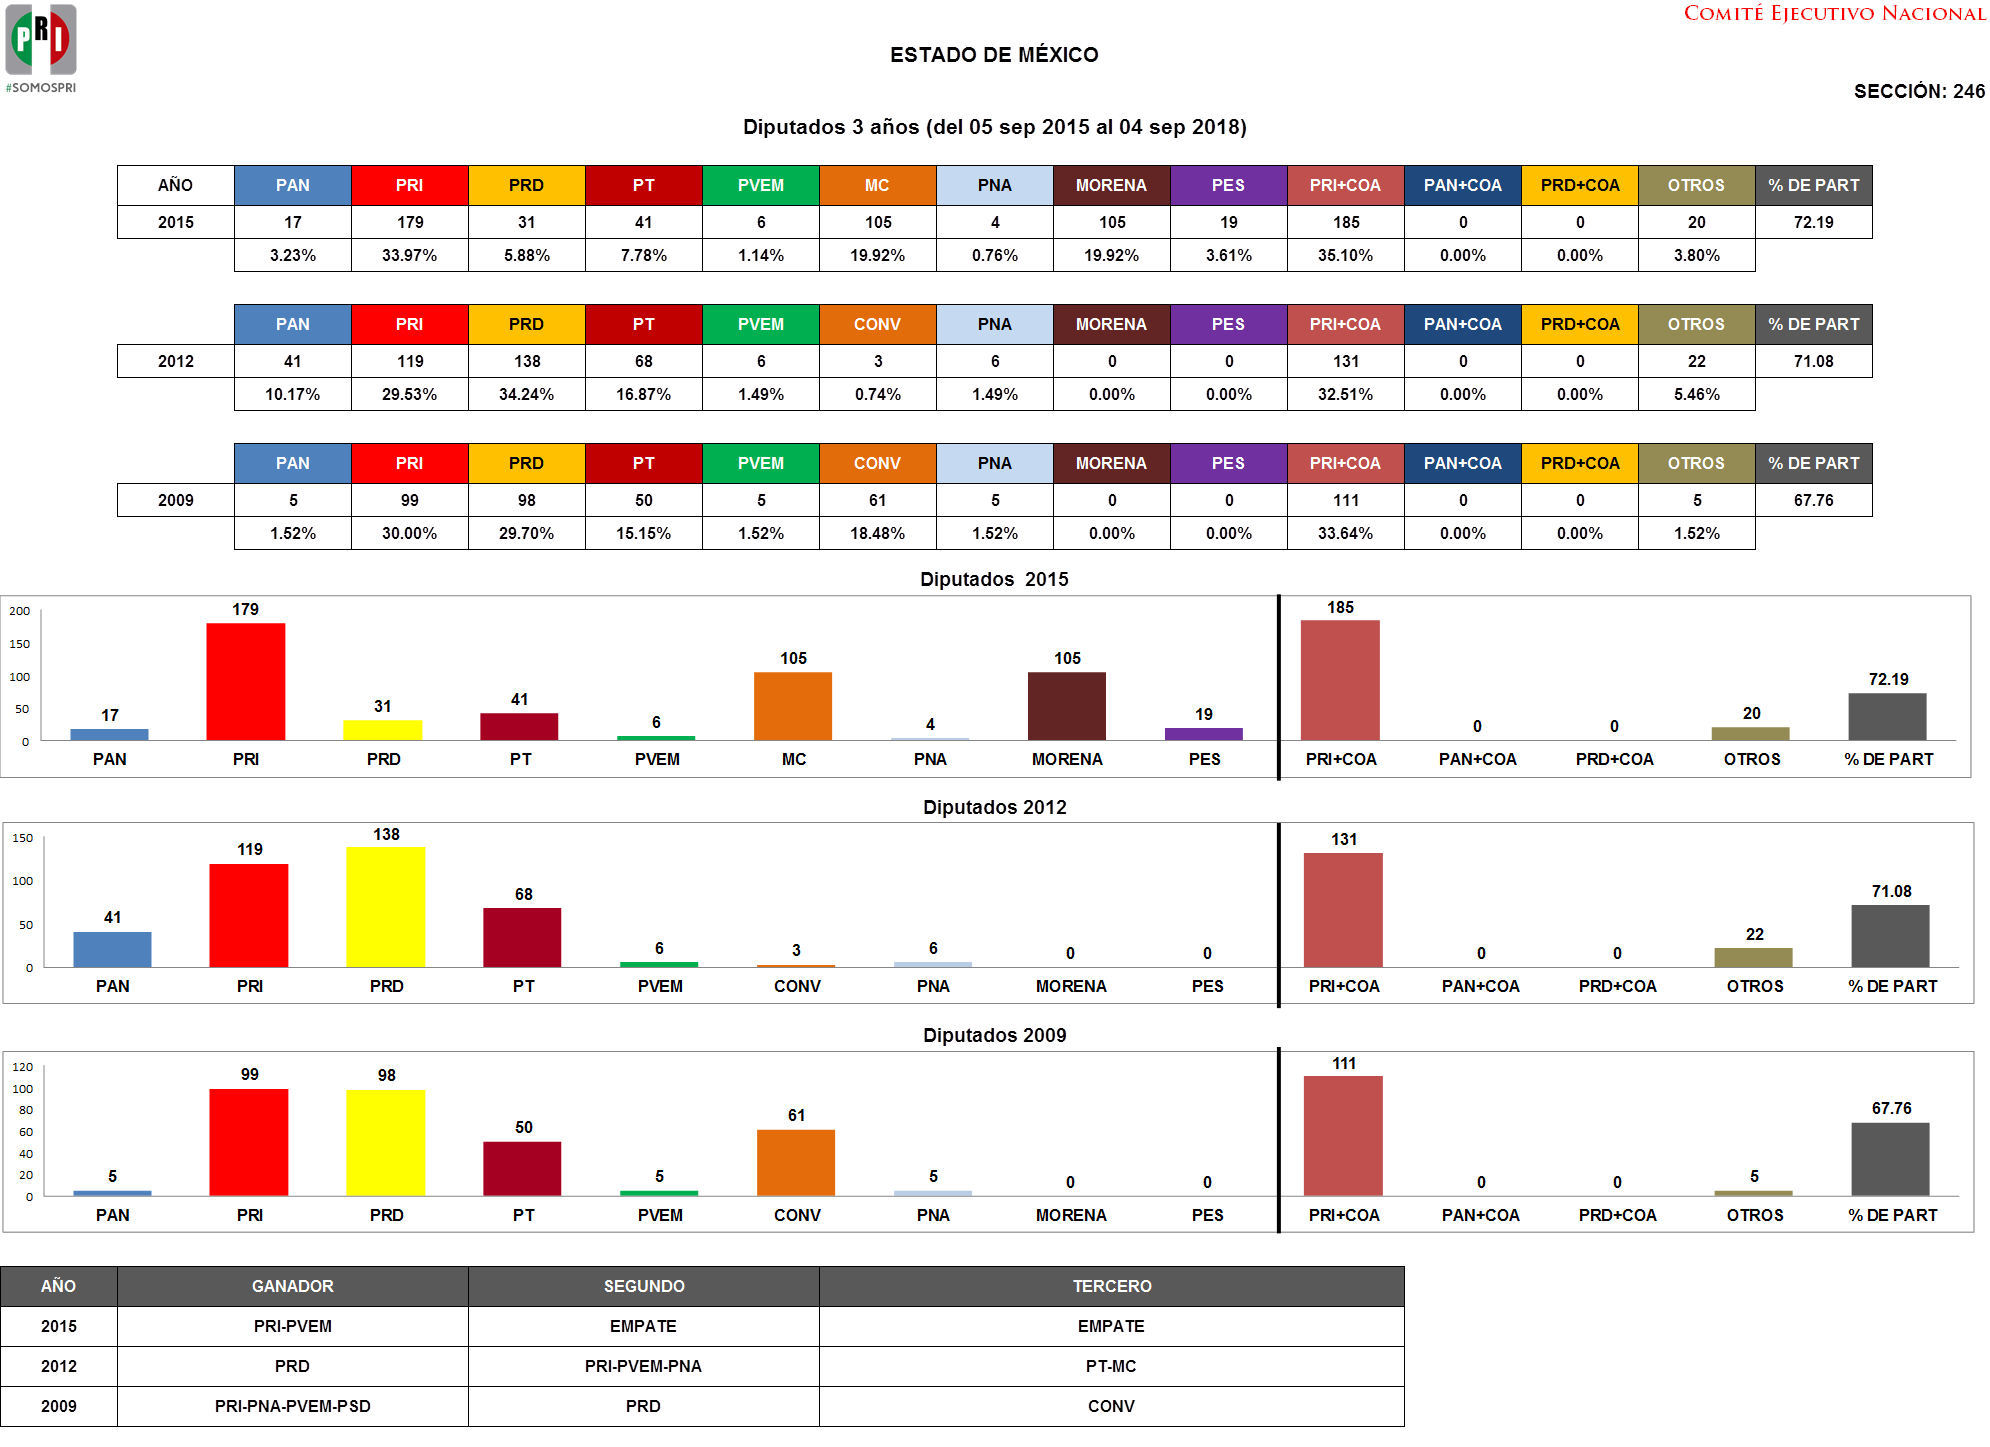 PRI
#SOMOSPRI
COMITÉ EJECUTIVO NACIONAL
ESTADO DE MÉXICO
SECCIÓN: 246
Diputados 3 años (del 05 sep 2015 al 04 sep 2018)
AÑO PAN PRI PRD PT PVEM MC PNA MORENA PES PRI+COA PAN+COA PRD+COA OTROS % DE PART
2015 17 179 31 41 6 105 4 105 19 185 0 0 20 72.19
3.23% 33.97% 5.88% 7.78% 1.14% 19.92% 0.76% 19.92% 3.61% 35.10% 0.00% 0.00% 3.80%
PAN PRI PRD PT PVEM CONV PNA MORENA PES PRI+COA PAN+COA PRD+COA OTROS % DE PART
2012 41 119 138 68 6 3 6 0 0 131 0 0 22 71.08
10.17% 29.53% 34.24% 16.87% 1.49% 0.74% 1.49% 0.00% 0.00% 32.51% 0.00% 0.00% 5.46%
PAN PRI PRD PT PVEM CONV PNA MORENA PES PRI+COA PAN+COA PRD+COA OTROS % DE PART
2009 5 99 98 50 5 61 5 0 0 111 0 0 5 67.76
1.52% 30.00% 29.70% 15.15% 1.52% 18.48% 1.52% 0.00% 0.00% 33.64% 0.00% 0.00% 1.52%
Diputados 2015
200
150
100
50
0
17 179 31 41 6 105 4 105 19 185 0 0 20 72.19
PAN PRI PRD PT PVEM MC PNA MORENA PES PRI+COA PAN+COA PRD+COA OTROS % DE PART
Diputados 2012
150
100
50
0
41 119 138 68 6 3 6 0 0 131 0 0 22 71.08
PAN PRI PRD PT PVEM CONV PNA MORENA PES PRI+COA PAN+COA PRD+COA OTROS % DE PART
Diputados 2009
120
100
80
60
40
20
0
5 99 98 50 5 61 5 0 0 111 0 0 5 67.76
PAN PRI PRD PT PVEM CONV PNA MORENA PES PRI+COA PAN+COA PRD+COA OTROS % DE PART
AÑO GANADOR SEGUNDO TERCERO
2015 PRI-PVEM EMPATE EMPATE
2012 PRD PRI-PVEM-PNA PT-MC
2009 PRI-PNA-PVEM-PSD PRD CONV